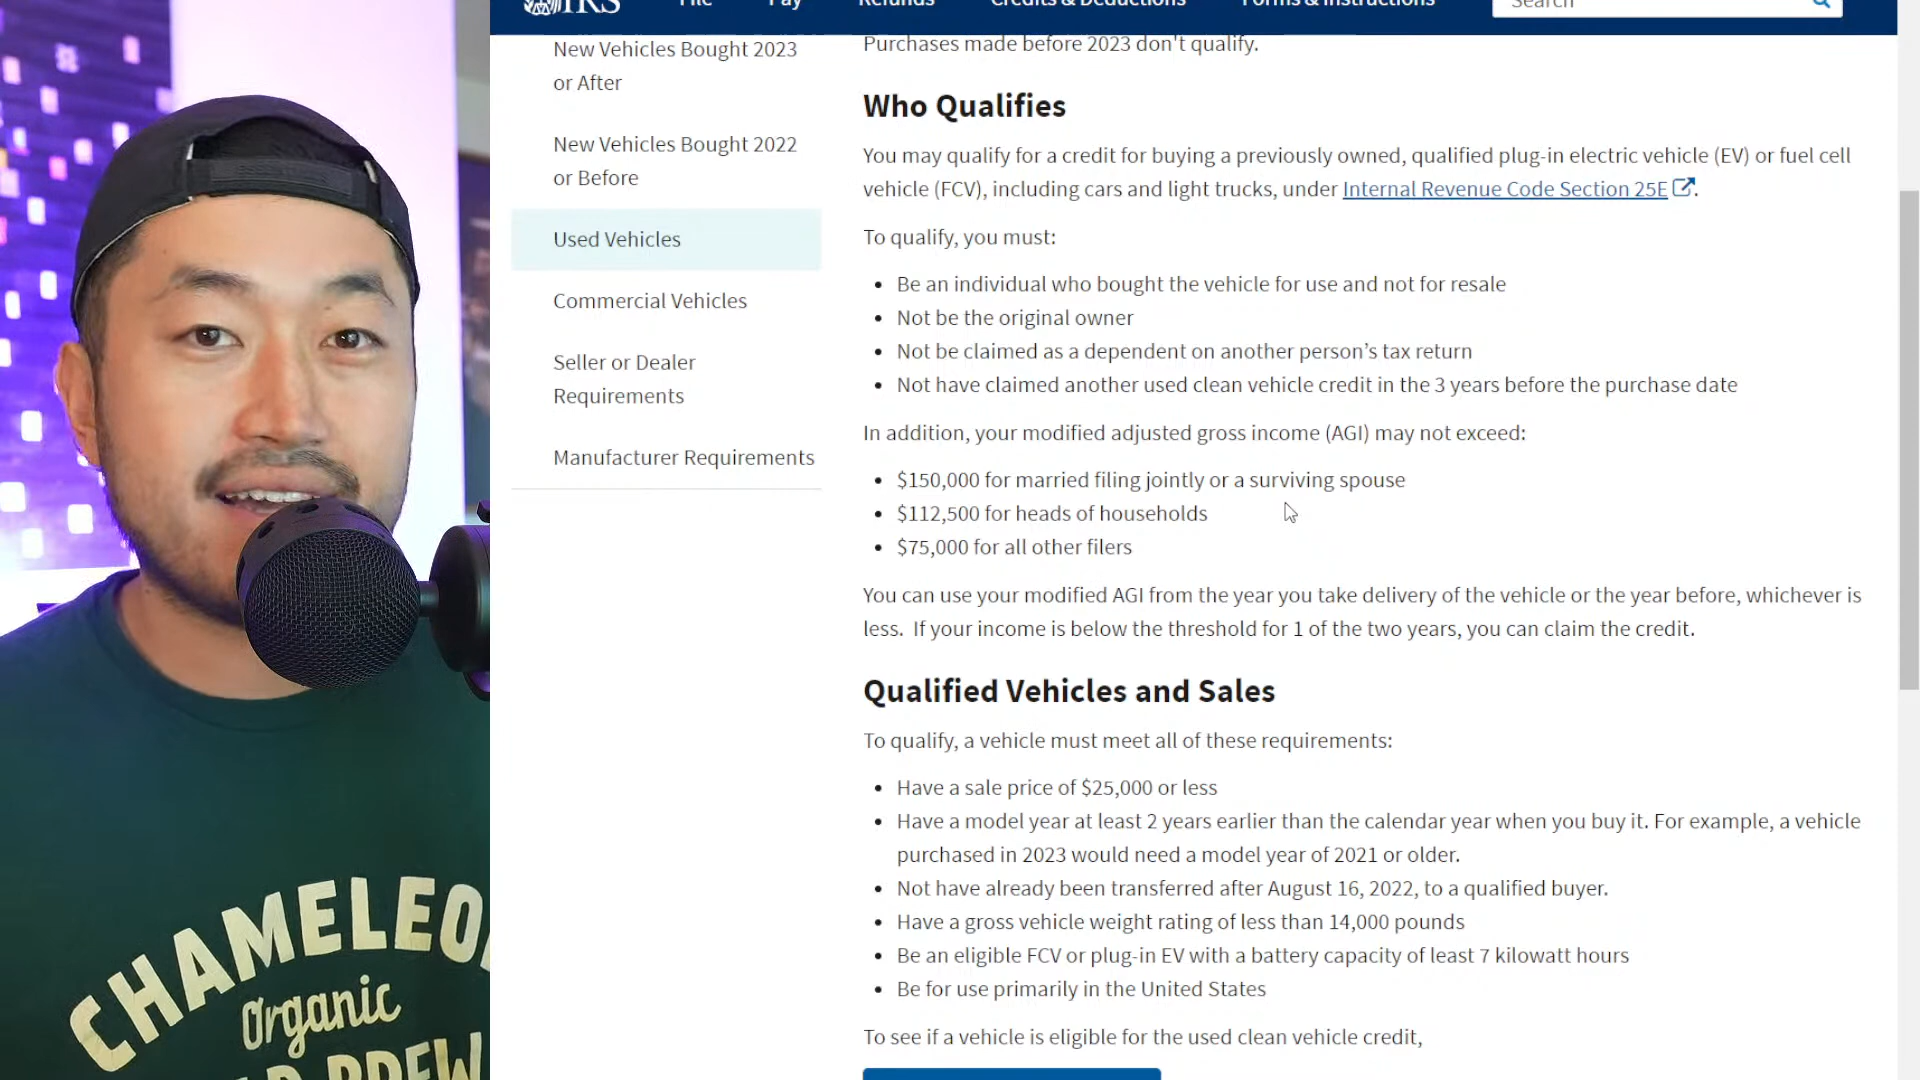 IRS
File
Pay
Refunds
Credits & Deductions
Forms & Instructions
Search
New Vehicles Bought 2023
or After
New Vehicles Bought 2022
or Before
Used Vehicles
Commercial Vehicles
Seller or Dealer
Requirements
Manufacturer Requirements
Purchases made before 2023 don't qualify.
Who Qualifies
You may qualify for a credit for buying a previously owned, qualified plug-in electric vehicle (EV) or fuel cell
vehicle (FCV), including cars and light trucks, under Internal Revenue Code Section 25E.
To qualify, you must:
• Be an individual who bought the vehicle for use and not for resale
• Not be the original owner
• Not be claimed as a dependent on another person’s tax return
• Not have claimed another used clean vehicle credit in the 3 years before the purchase date
In addition, your modified adjusted gross income (AGI) may not exceed:
• $150,000 for married filing jointly or a surviving spouse
• $112,500 for heads of households
• $75,000 for all other filers
You can use your modified AGI from the year you take delivery of the vehicle or the year before, whichever is
less. If your income is below the threshold for 1 of the two years, you can claim the credit.
Qualified Vehicles and Sales
To qualify, a vehicle must meet all of these requirements:
• Have a sale price of $25,000 or less
• Have a model year at least 2 years earlier than the calendar year when you buy it. For example, a vehicle
purchased in 2023 would need a model year of 2021 or older.
• Not have already been transferred after August 16, 2022, to a qualified buyer.
• Have a gross vehicle weight rating of less than 14,000 pounds
• Be an eligible FCV or plug-in EV with a battery capacity of least 7 kilowatt hours
• Be for use primarily in the United States
To see if a vehicle is eligible for the used clean vehicle credit,
CHAMELEO
Organic
D BREW